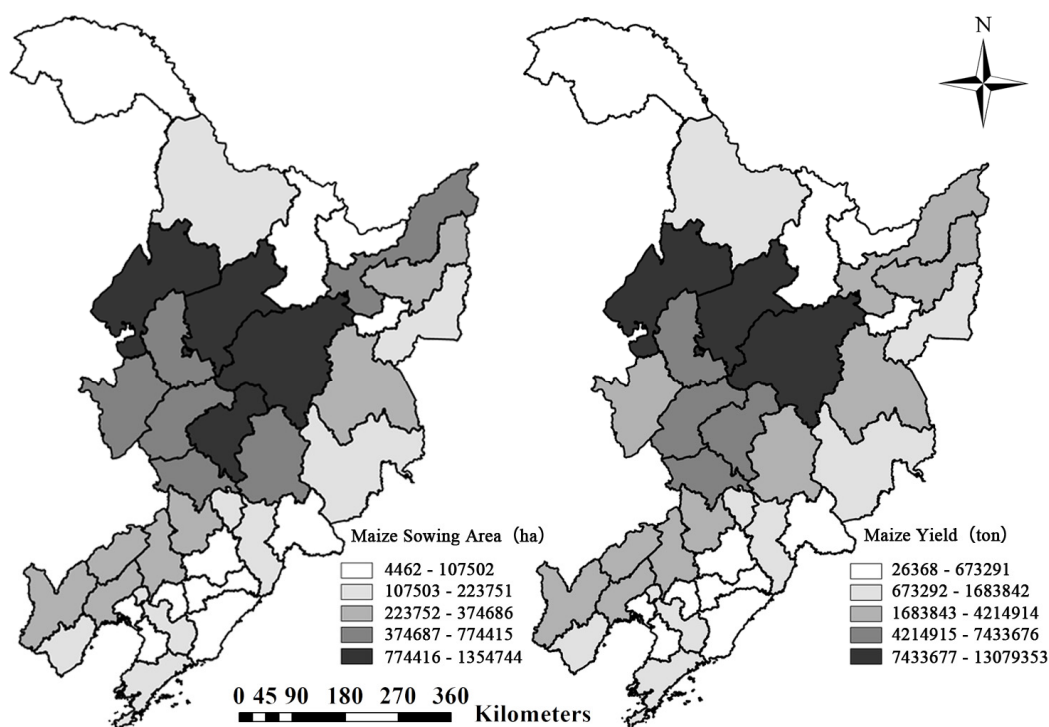 N
Maize Sowing Area（ha）
4462 - 107502
107503 - 223751
223752 - 374686
374687 - 774415
774416 - 1354744
Maize Yield（ton）
26368 - 673291
673292 - 1683842
1683843 - 4214914
4214915 - 7433676
7433677 - 13079353
0 45 90 180 270 360
Kilometers